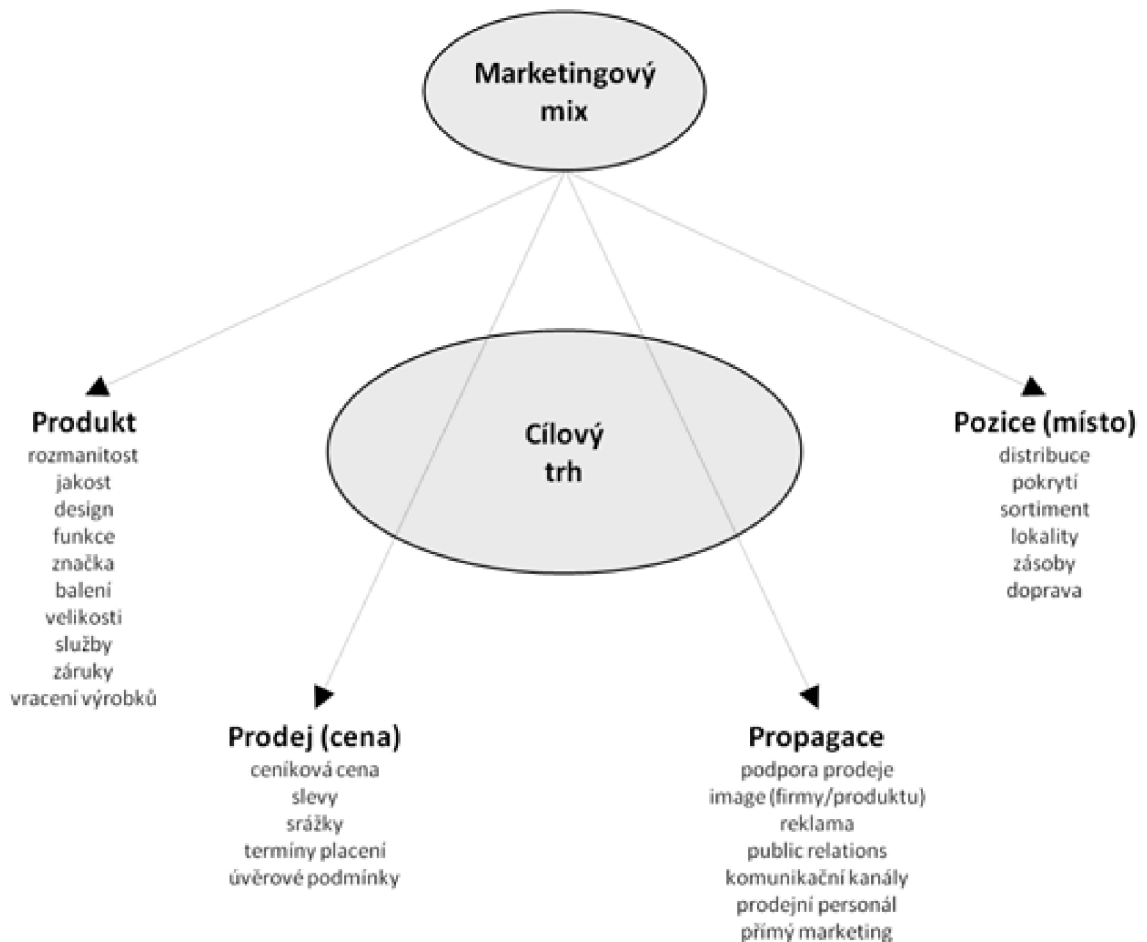 Marketingový
mix
Cílový
trh
Produkt
rozmanitost
jakost
design
funkce
značka
balení
velikosti
služby
záruky
vracení výrobků
Prodej (cena)
ceníková cena
slevy
srážky
termíny placení
úvěrové podmínky
Propagace
podpora prodeje
image (firmy/produktu)
reklama
public relations
komunikační kanály
prodejní personál
přímý marketing
Pozice (místo)
distribuce
pokrytí
sortiment
lokality
zásoby
doprava